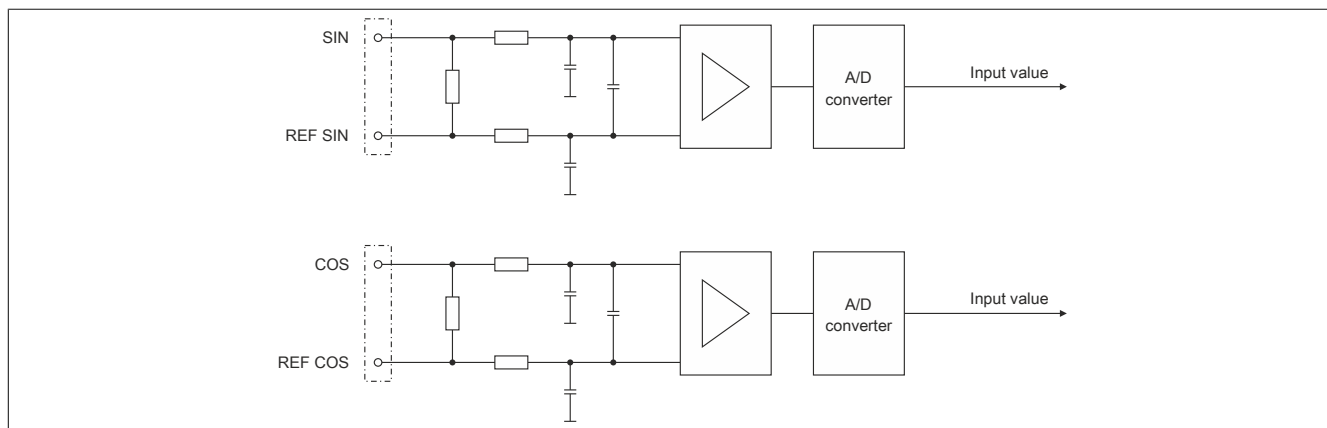 SIN
A/D
converter
Input value
REF SIN
COS
A/D
converter
Input value
REF COS